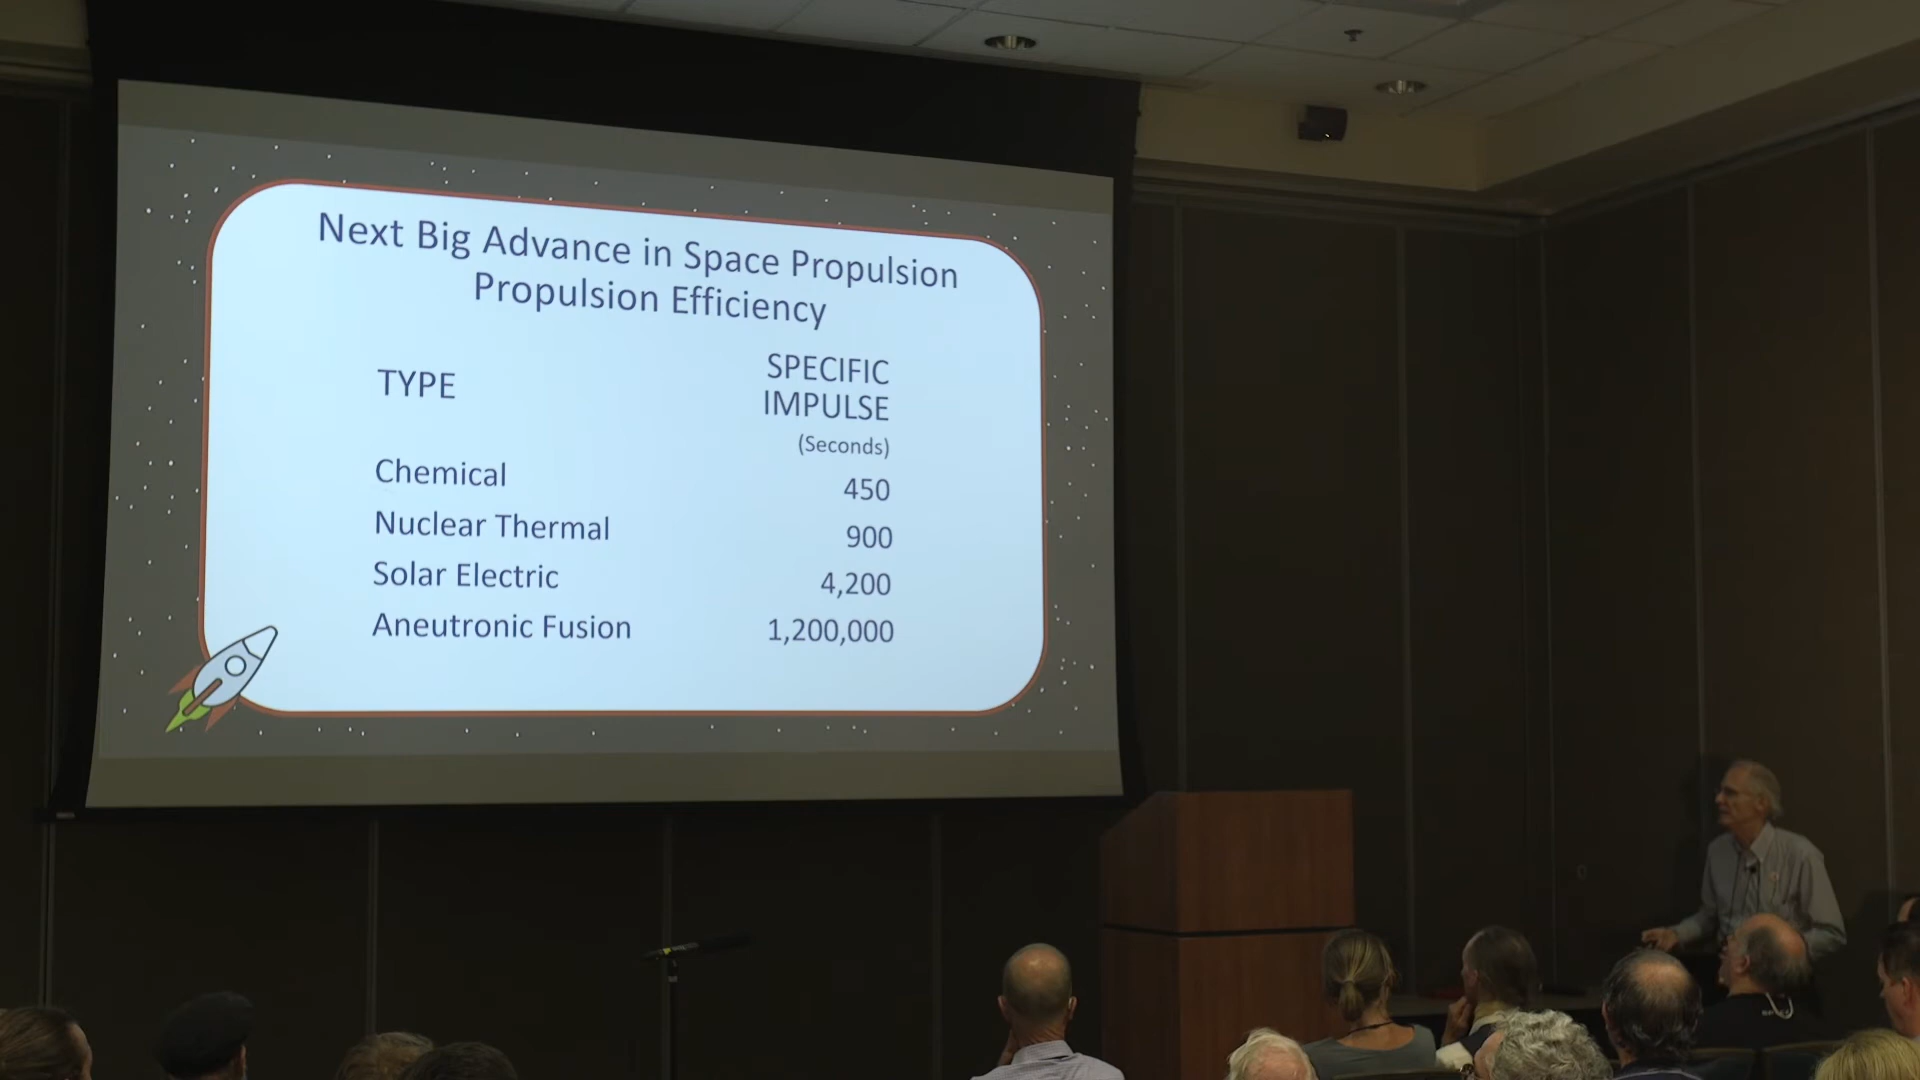 Next Big Advance in Space Propulsion
Propulsion Efficiency
TYPE
SPECIFIC
IMPULSE
(Seconds)
Chemical 450
Nuclear Thermal 900
Solar Electric 4,200
Aneutronic Fusion 1,200,000